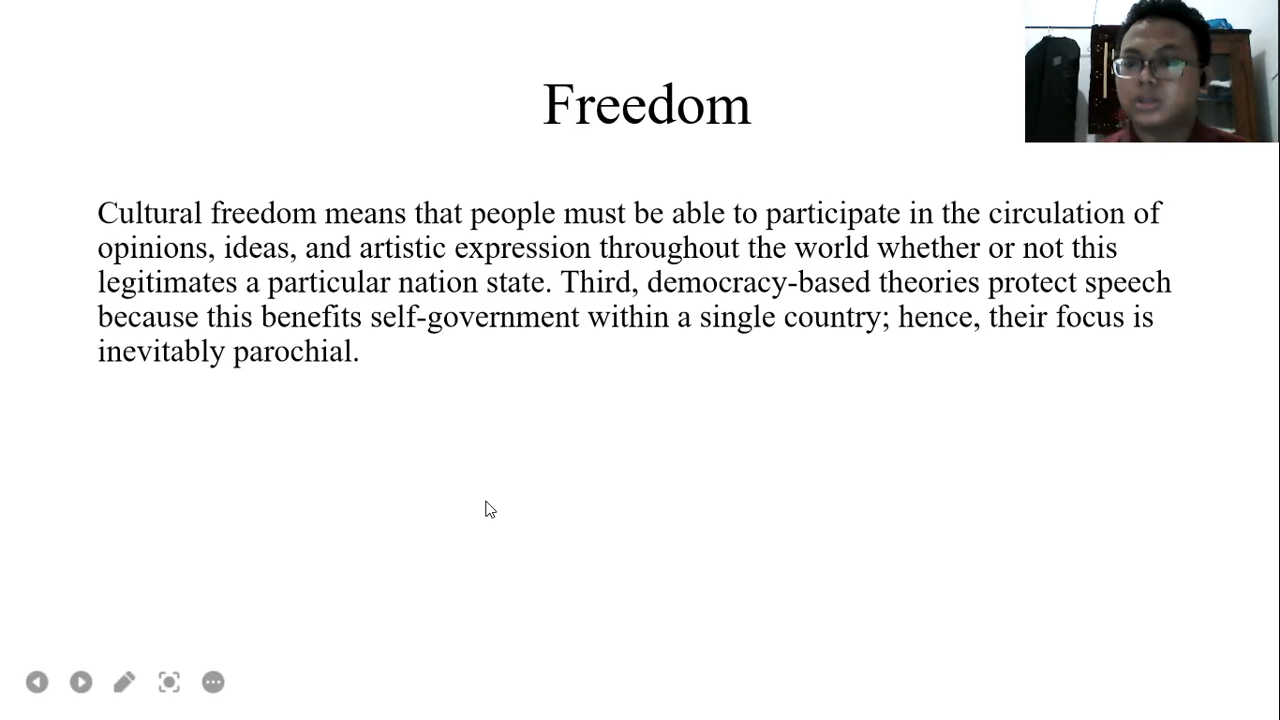 Freedom
Cultural freedom means that people must be able to participate in the circulation of
opinions, ideas, and artistic expression throughout the world whether or not this
legitimates a particular nation state. Third, democracy-based theories protect speech
because this benefits self-government within a single country; hence, their focus is
inevitably parochial.